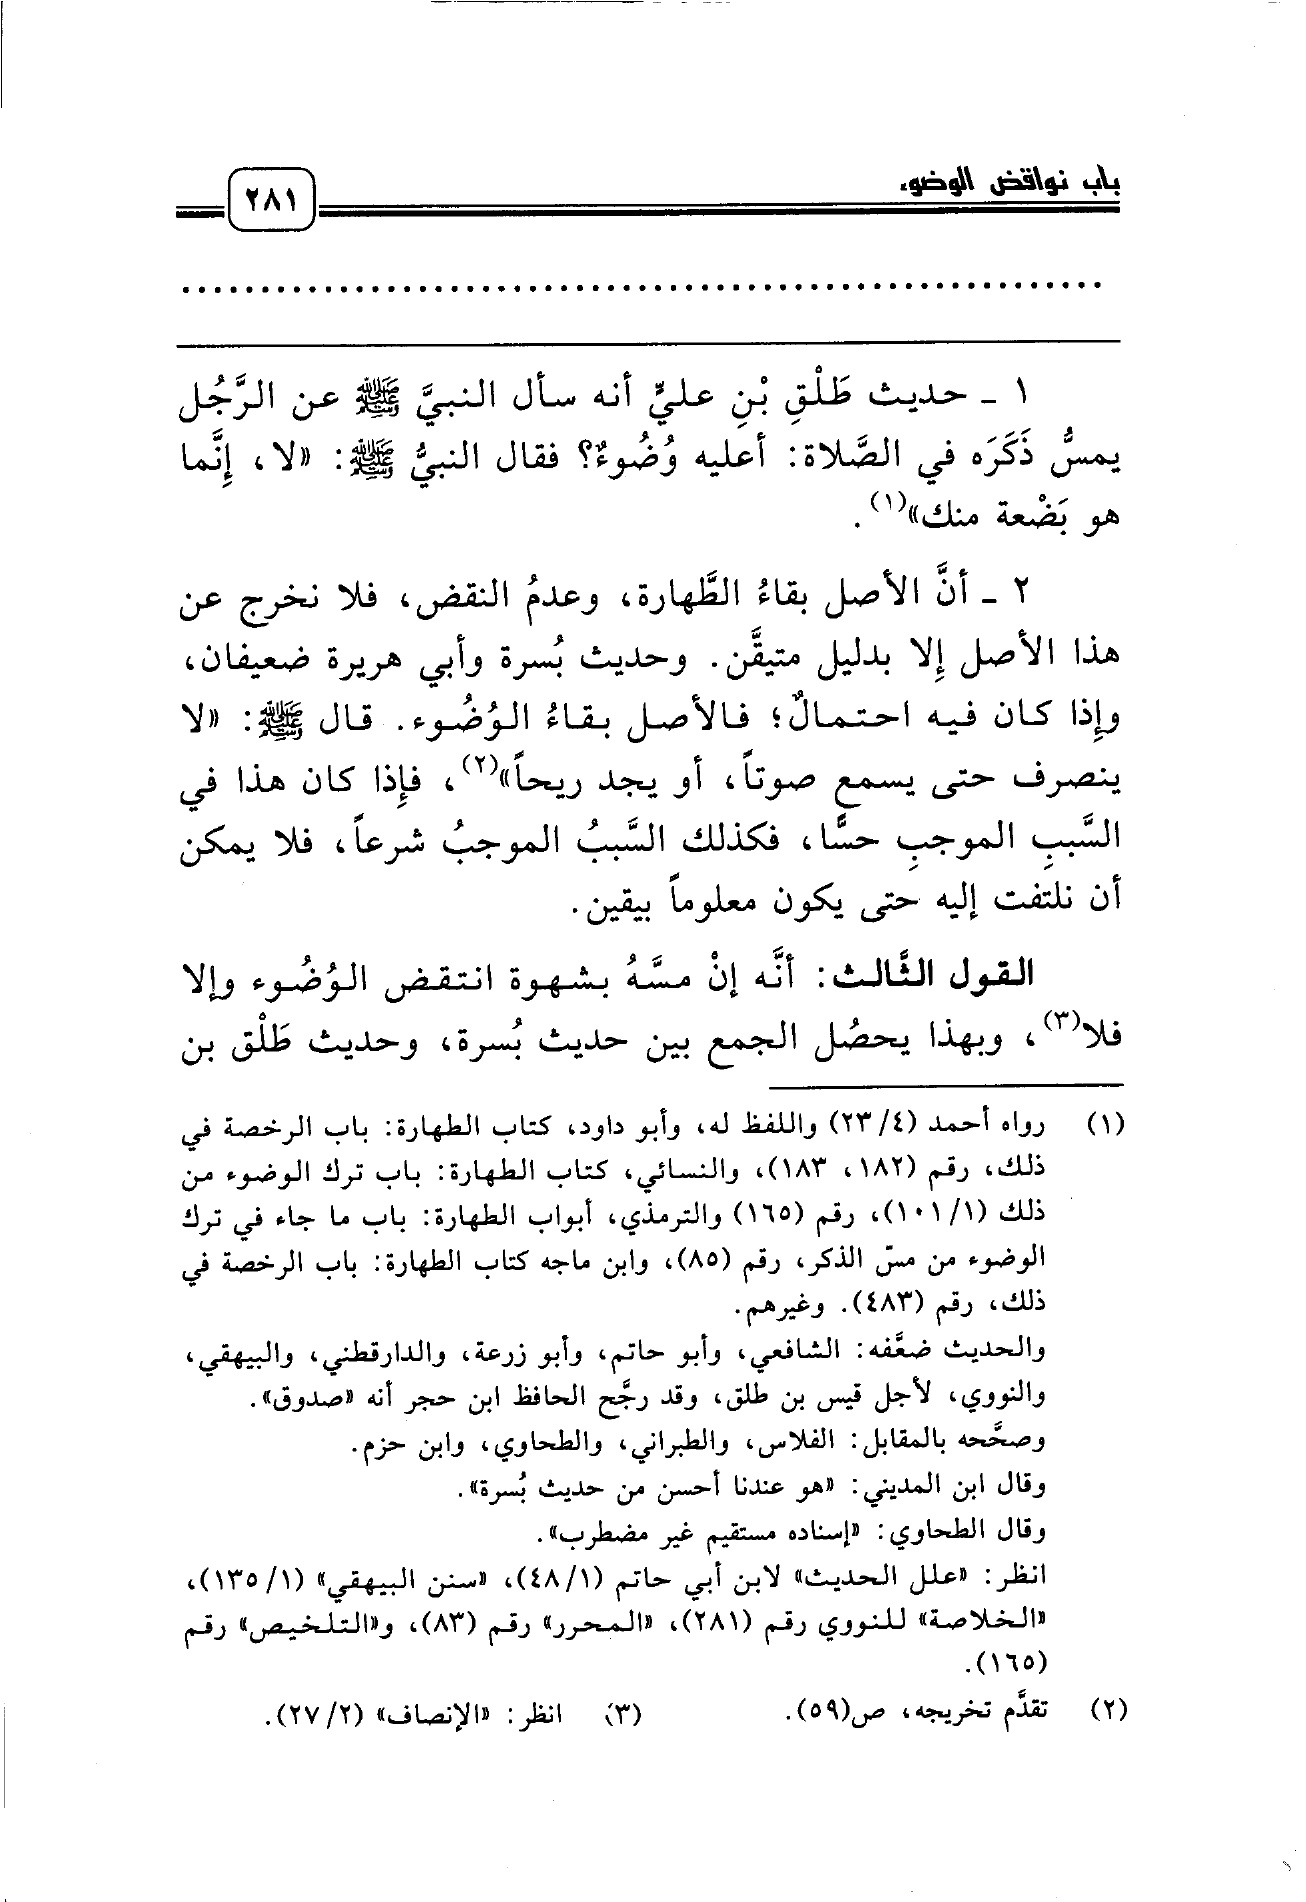 باب نواقض الوضوء
٢٨١
١ ـ حديث طَلْقِ بْنِ عليٍّ أنه سأل النبيَّ ﷺ عن الرَّجُل
يمسُّ ذَكَرَه في الصَّلاة: أعليه وُضُوءٌ؟ فقال النبيُّ ﷺ: «لا، إِنَّما
هو بَضْعة منك»(١).
٢ ـ أنَّ الأصل بقاءُ الطَّهارة، وعدمُ النقض، فلا نخرج عن
هذا الأصل إِلا بدليل متيقَّن. وحديث بُسرة وأبي هريرة ضعيفان،
وإِذا كان فيه احتمالٌ؛ فالأصل بقاءُ الوُضُوء. قال ﷺ: «لا
ينصرف حتى يسمع صوتاً، أو يجد ريحاً»(٢)، فإِذا كان هذا في
السَّببِ الموجبِ حسًّا، فكذلك السَّببُ الموجبُ شرعاً، فلا يمكن
أن نلتفت إليه حتى يكون معلوماً بيقين.
القول الثَّالث: أنَّه إنْ مسَّهُ بشهوة انتقض الوُضُوء وإلا
فلا(٣)، وبهذا يحصُل الجمع بين حديث بُسرة، وحديث طَلْق بن
(١) رواه أحمد (٤/ ٢٣) واللفظ له، وأبو داود، كتاب الطهارة: باب الرخصة في
ذلك، رقم (١٨٢، ١٨٣)، والنسائي، كتاب الطهارة: باب ترك الوضوء من
ذلك (١/ ١٠١)، رقم (١٦٥) والترمذي، أبواب الطهارة: باب ما جاء في ترك
الوضوء من مسّ الذكر، رقم (٨٥)، وابن ماجه كتاب الطهارة: باب الرخصة في
ذلك، رقم (٤٨٣). وغيرهم.
والحديث ضعَّفه: الشافعي، وأبو حاتم، وأبو زرعة، والدارقطني، والبيهقي،
والنووي، لأجل قيس بن طلق، وقد رجَّح الحافظ ابن حجر أنه «صدوق».
وصحَّحه بالمقابل: الفلاس، والطبراني، والطحاوي، وابن حزم.
وقال ابن المديني: «هو عندنا أحسن من حديث بُسرة».
وقال الطحاوي: «إسناده مستقيم غير مضطرب».
انظر: «علل الحديث» لابن أبي حاتم (١/ ٤٨)، «سنن البيهقي» (١/ ١٣٥)،
«الخلاصة» للنووي رقم (٢٨١)، «المحرر» رقم (٨٣)، و«التلخيص» رقم
(١٦٥).
(٢) تقدَّم تخريجه، ص(٥٩). (٣) انظر: «الإنصاف» (٢/ ٢٧).